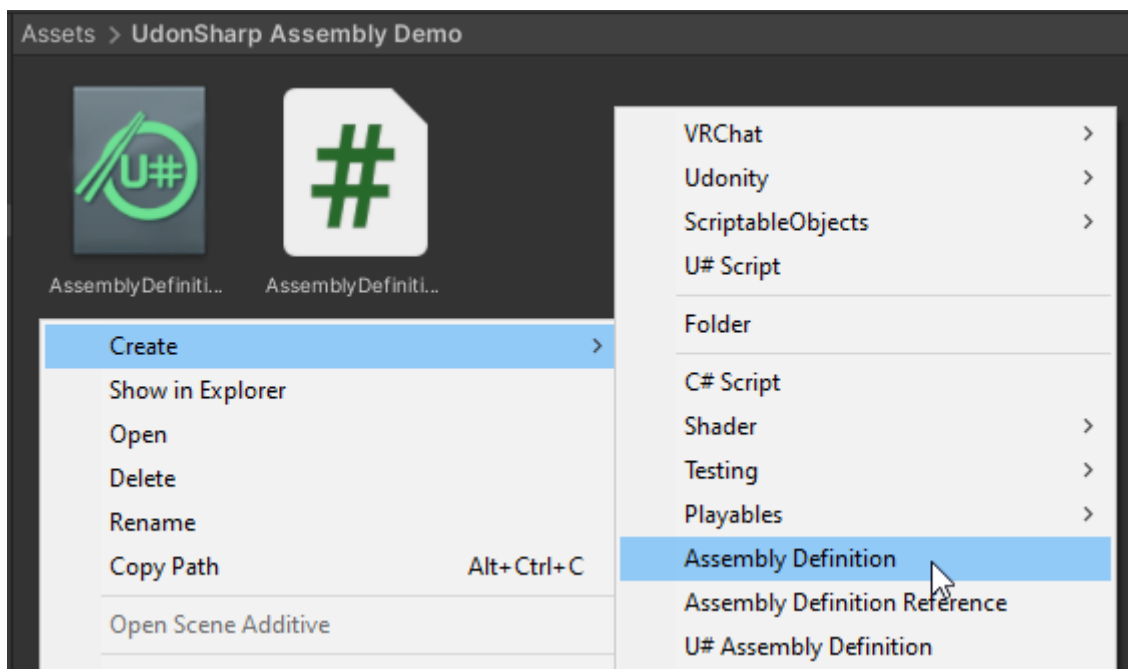 Assets > UdonSharp Assembly Demo
U#
#
AssemblyDefiniti...
AssemblyDefiniti...
Create >
Show in Explorer
Open
Delete
Rename
Copy Path Alt+Ctrl+C
Open Scene Additive
VRChat >
Udonity >
ScriptableObjects >
U# Script
Folder
C# Script
Shader >
Testing >
Playables >
Assembly Definition
Assembly Definition Reference
U# Assembly Definition